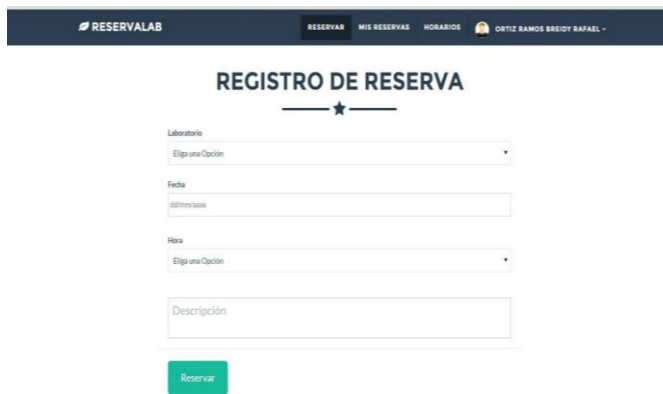 RESERVALAB RESERVAR MIS RESERVAS HORARIOS ORTIZ RAMOS BREIDY RAFAEL
REGISTRO DE RESERVA
Laboratorio
Eliga una Opción
Fecha
dd/mm/aaaa
Hora
Eliga una Opción
Descripción
Reservar